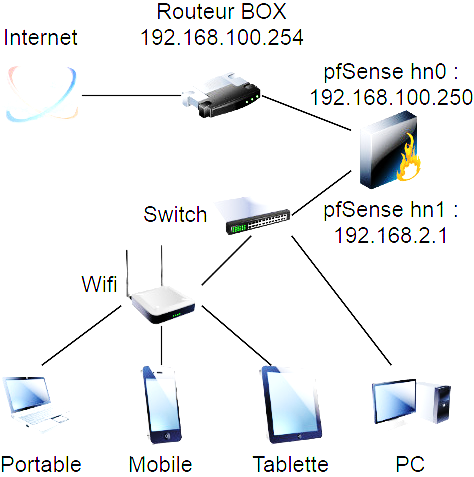 Routeur BOX
Internet
192.168.100.254
pfSense hn0 :
192.168.100.250
Switch
pfSense hn1 :
192.168.2.1
Wifi
Portable
Mobile
Tablette
PC